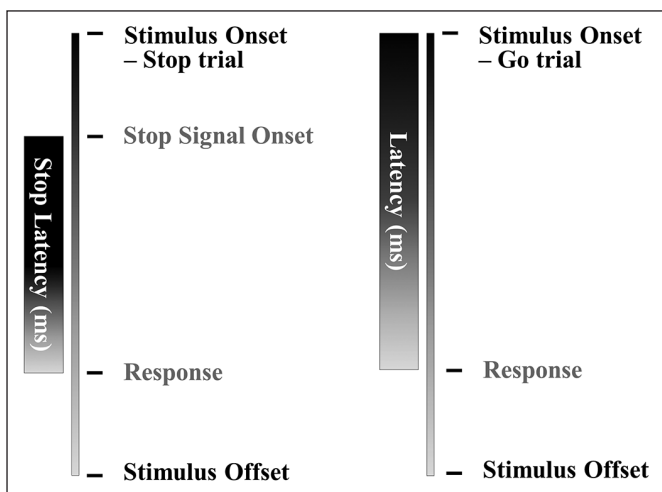 Stimulus Onset
– Stop trial
Stop Signal Onset
Stop Latency (ms)
Response
Stimulus Offset
Stimulus Onset
– Go trial
Latency (ms)
Response
Stimulus Offset